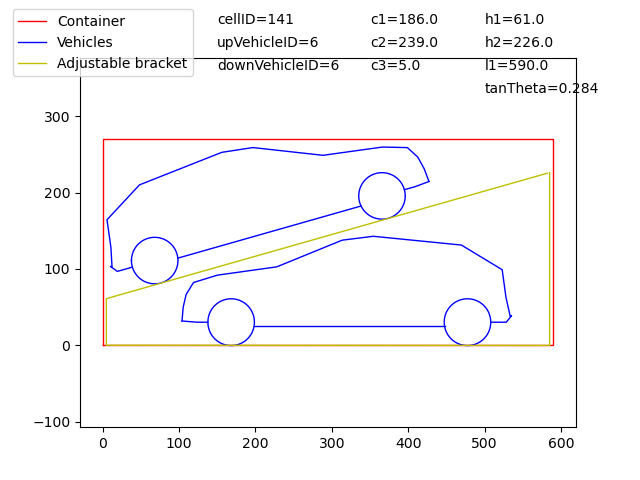 Container
Vehicles
Adjustable bracket
cellID=141
upVehicleID=6
downVehicleID=6
c1=186.0
c2=239.0
c3=5.0
h1=61.0
h2=226.0
l1=590.0
tanTheta=0.284
300
200
100
0
−100
0 100 200 300 400 500 600